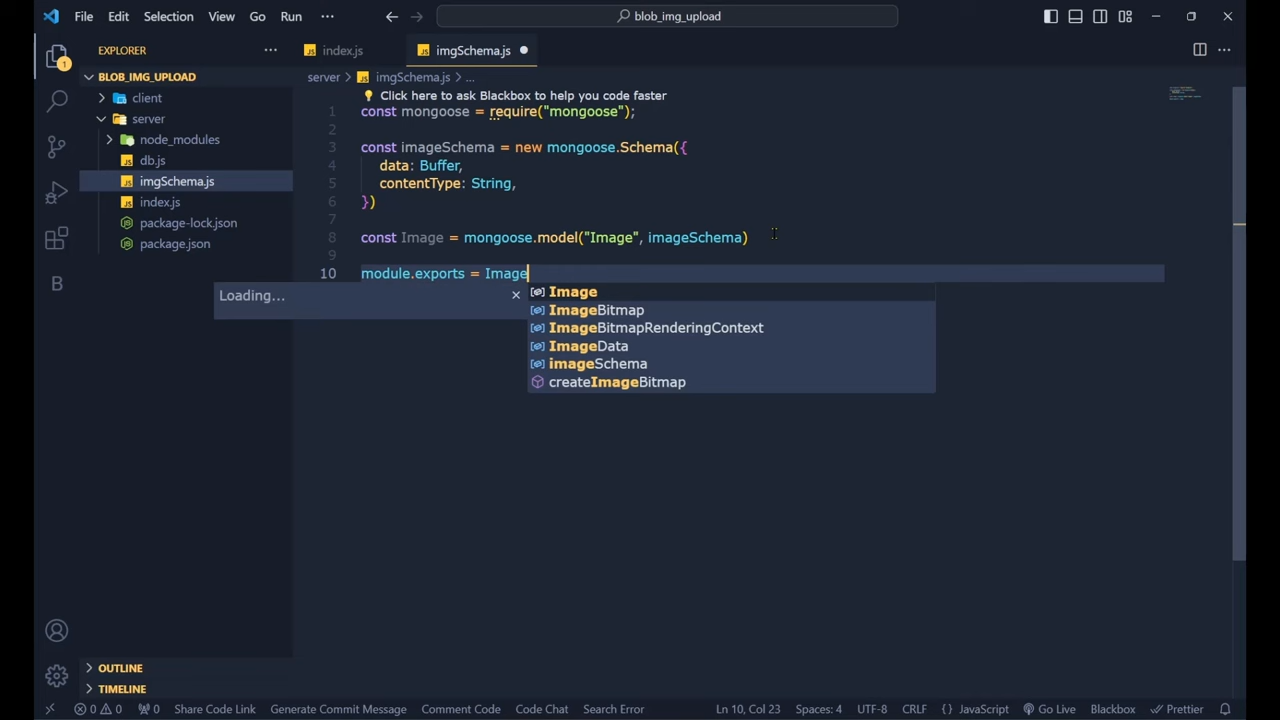 File Edit Selection View Go Run ··· blob_img_upload
EXPLORER ··· index.js imgSchema.js
BLOB_IMG_UPLOAD
client
server
node_modules
db.js
imgSchema.js
index.js
package-lock.json
package.json
server > imgSchema.js > ...
Click here to ask Blackbox to help you code faster
1 const mongoose = require("mongoose");
2
3 const imageSchema = new mongoose.Schema({
4 data: Buffer,
5 contentType: String,
6 })
7
8 const Image = mongoose.model("Image", imageSchema)
9
10 module.exports = Image
Loading...
Image
ImageBitmap
ImageBitmapRenderingContext
ImageData
imageSchema
createImageBitmap
B
1
OUTLINE
TIMELINE
0 0 0 Share Code Link Generate Commit Message Comment Code Code Chat Search Error Ln 10, Col 23 Spaces: 4 UTF-8 CRLF { } JavaScript Go Live Blackbox Prettier